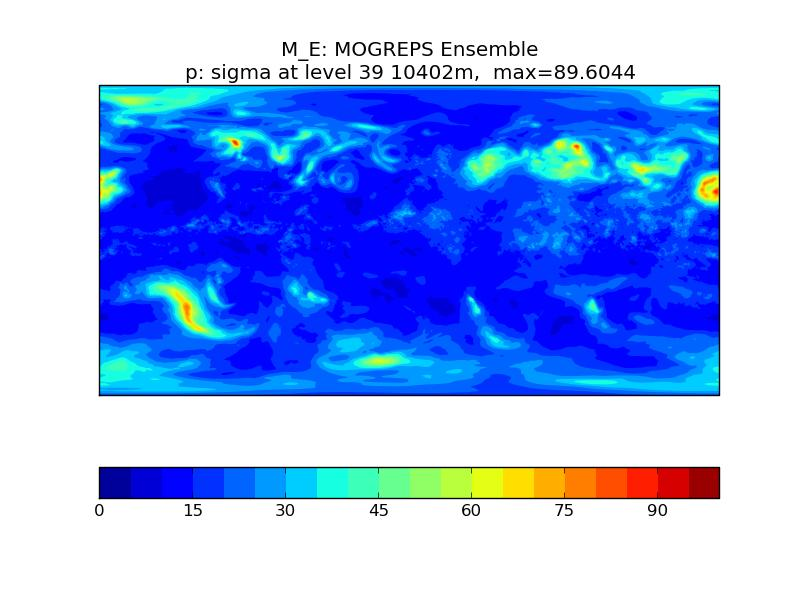 M_E: MOGREPS Ensemble
p: sigma at level 39 10402m,  max=89.6044
0 15 30 45 60 75 90